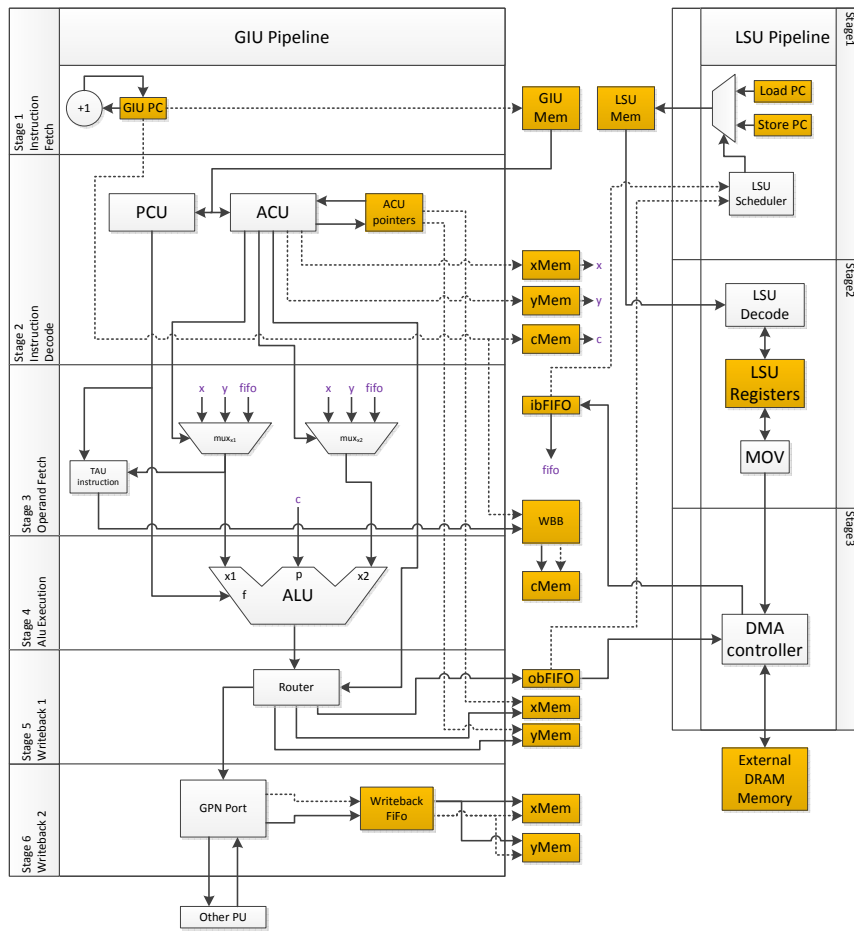 GIU Pipeline
LSU Pipeline
Stage1
Stage 1
Instruction
Fetch
+1
GIU PC
GIU
Mem
LSU
Mem
Load PC
Store PC
LSU
Scheduler
Stage 2
Instruction
Decode
PCU
ACU
ACU
pointers
xMem
x
yMem
y
cMem
c
Stage2
LSU
Decode
LSU
Registers
MOV
Stage 3
Operand Fetch
x
y
fifo
muxx1
x
y
fifo
muxx2
TAU
instruction
c
ibFIFO
fifo
WBB
Stage3
Stage 4
Alu Execution
x1
p
x2
f
ALU
cMem
DMA
controller
Stage 5
Writeback 1
Router
obFIFO
xMem
yMem
External
DRAM
Memory
Stage 6
Writeback 2
GPN Port
Writeback
FiFo
xMem
yMem
Other PU